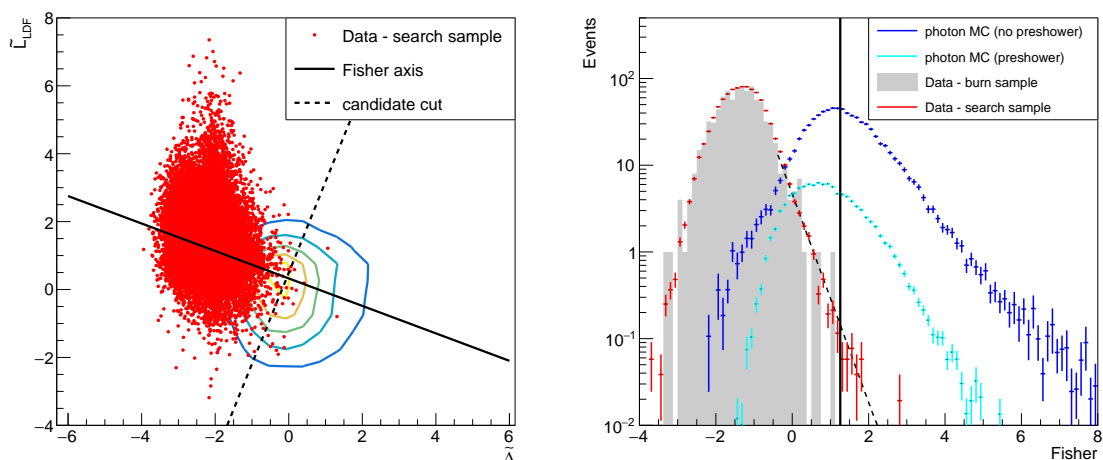 L̃LDF
8
6
4
2
0
−2
−4
−6 −4 −2 0 2 4 6
Δ̃
Data - search sample
Fisher axis
candidate cut
Events
10²
10
1
10⁻¹
10⁻²
−4 −2 0 2 4 6 8
Fisher
photon MC (no preshower)
photon MC (preshower)
Data - burn sample
Data - search sample